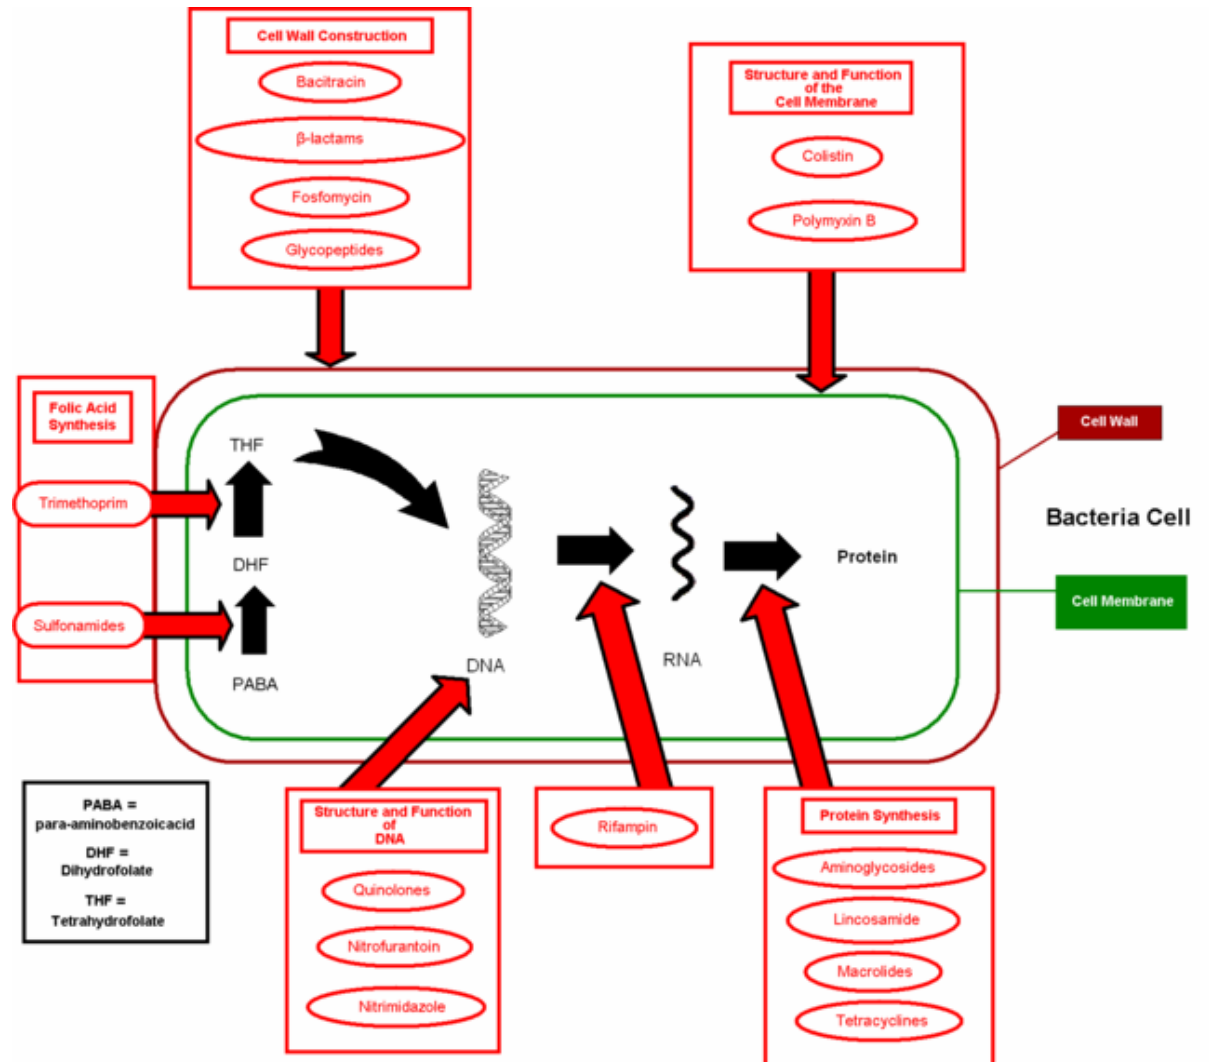 Cell Wall Construction
Bacitracin
β-lactams
Fosfomycin
Glycopeptides
Structure and Function
of the
Cell Membrane
Colistin
Polymyxin B
Folic Acid
Synthesis
Trimethoprim
Sulfonamides
THF
DHF
PABA
DNA
RNA
Protein
Cell Wall
Bacteria Cell
Cell Membrane
PABA =
para-aminobenzoicacid
DHF =
Dihydrofolate
THF =
Tetrahydrofolate
Structure and Function
of
DNA
Quinolones
Nitrofurantoin
Nitrimidazole
Rifampin
Protein Synthesis
Aminoglycosides
Lincosamide
Macrolides
Tetracyclines